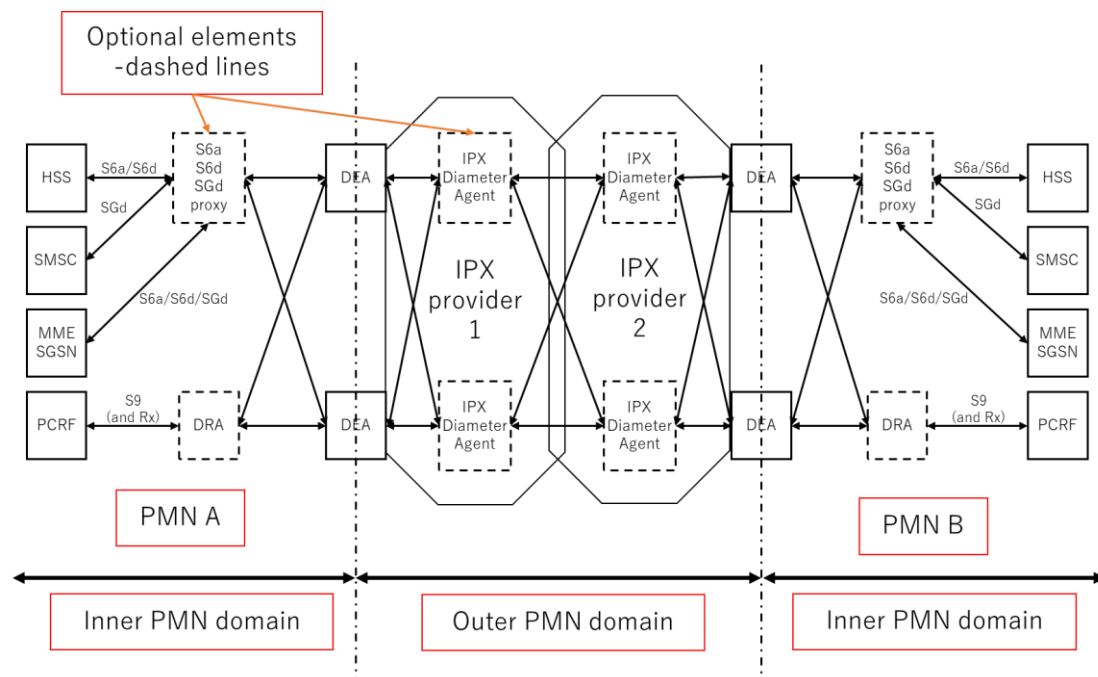 Optional elements
-dashed lines
HSS
S6a/S6d
SGd
SMSC
S6a/S6d/SGd
MME
SGSN
PCRF
S9
(and Rx)
S6a
S6d
SGd
proxy
DRA
DEA
DEA
IPX
Diameter
Agent
IPX
provider
1
IPX
Diameter
Agent
IPX
Diameter
Agent
IPX
provider
2
IPX
Diameter
Agent
DEA
DEA
S6a
S6d
SGd
proxy
DRA
S6a/S6d
HSS
SGd
SMSC
S6a/S6d/SGd
MME
SGSN
S9
(and Rx)
PCRF
PMN A
PMN B
Inner PMN domain
Outer PMN domain
Inner PMN domain